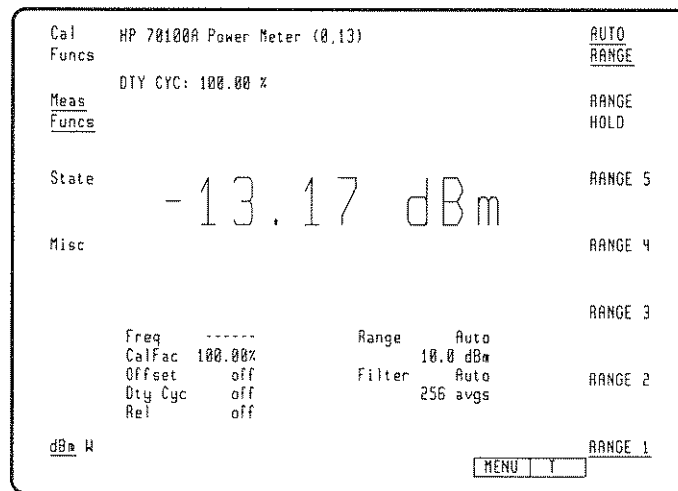 Cal
Funcs
HP 70100A Power Meter (0,13)
AUTO
RANGE
DTY CYC: 100.00 %
Meas
Funcs
RANGE
HOLD
State
-13.17 dBm
RANGE 5
Misc
RANGE 4
RANGE 3
Freq ------ Range Auto
CalFac 100.00% 10.0 dBm
Offset off Filter Auto
Dty Cyc off 256 avgs
Rel off
RANGE 2
dBm W
RANGE 1
MENU T